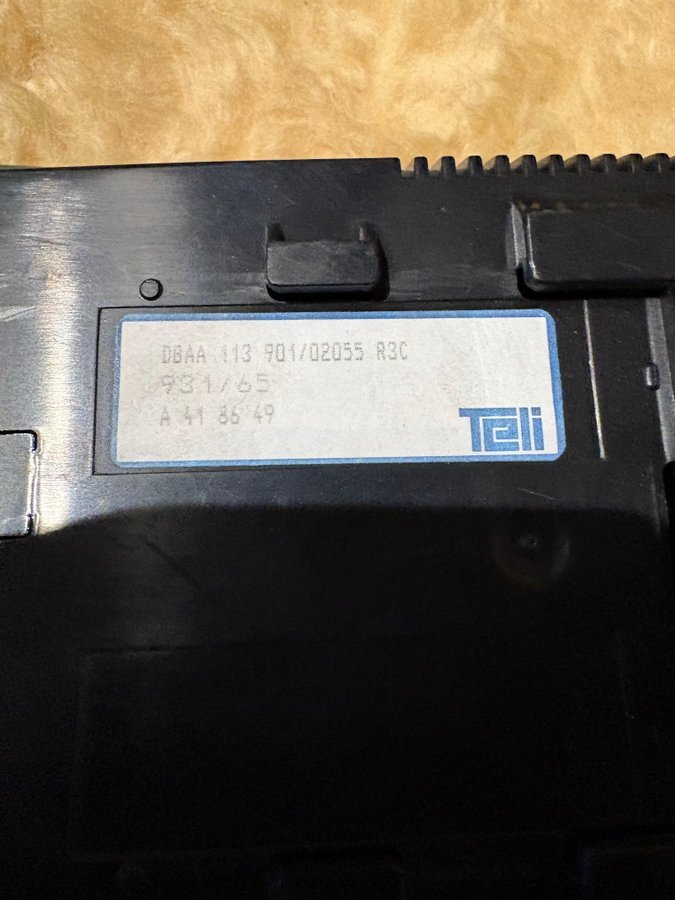 DBAA 113 901/02055 R3C
931/65
A 41 86 49
Teli